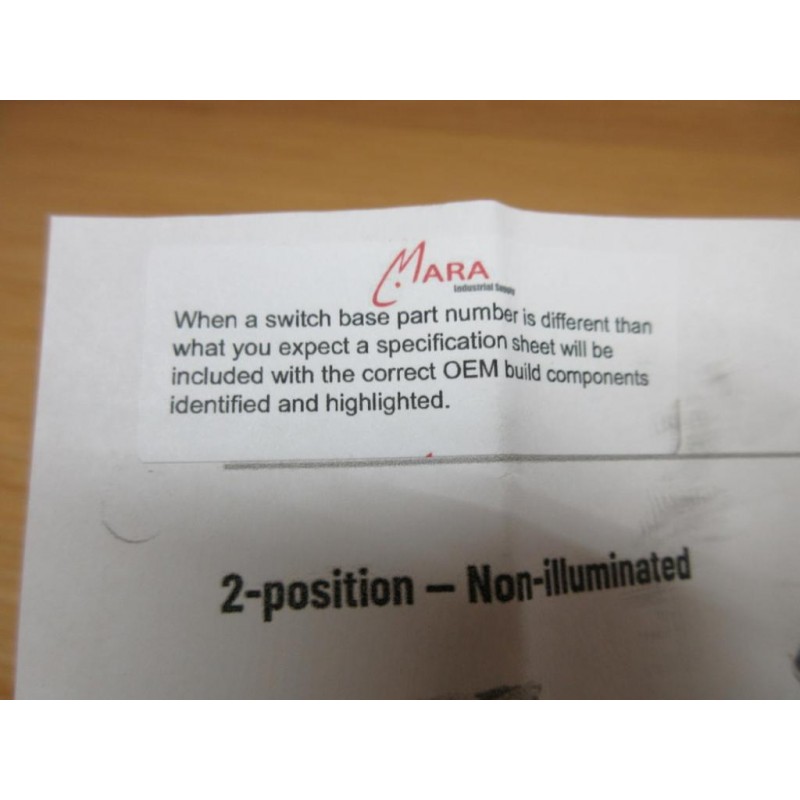 MARA
Industrial Supply
When a switch base part number is different than
what you expect a specification sheet will be
included with the correct OEM build components
identified and highlighted.
2-position – Non-illuminated